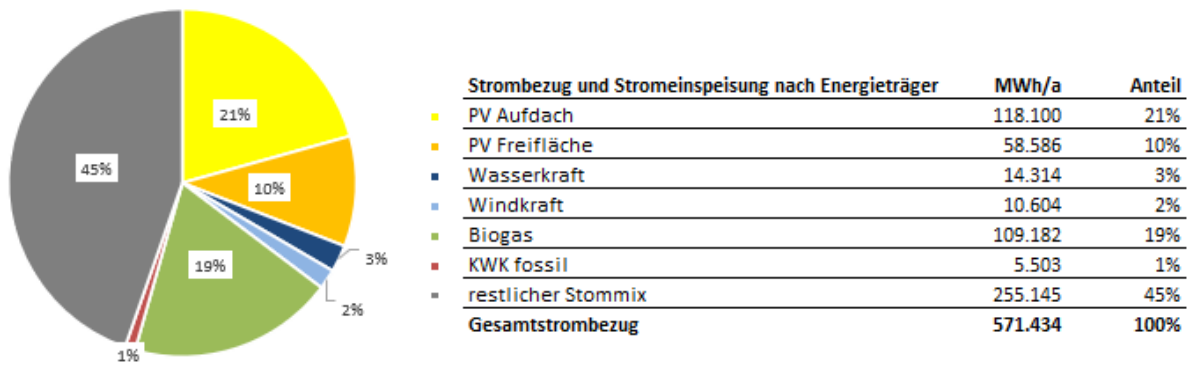 21%
10%
3%
2%
19%
1%
45%
Strombezug und Stromeinspeisung nach Energieträger MWh/a Anteil
PV Aufdach 118.100 21%
PV Freifläche 58.586 10%
Wasserkraft 14.314 3%
Windkraft 10.604 2%
Biogas 109.182 19%
KWK fossil 5.503 1%
restlicher Stommix 255.145 45%
Gesamtstrombezug 571.434 100%